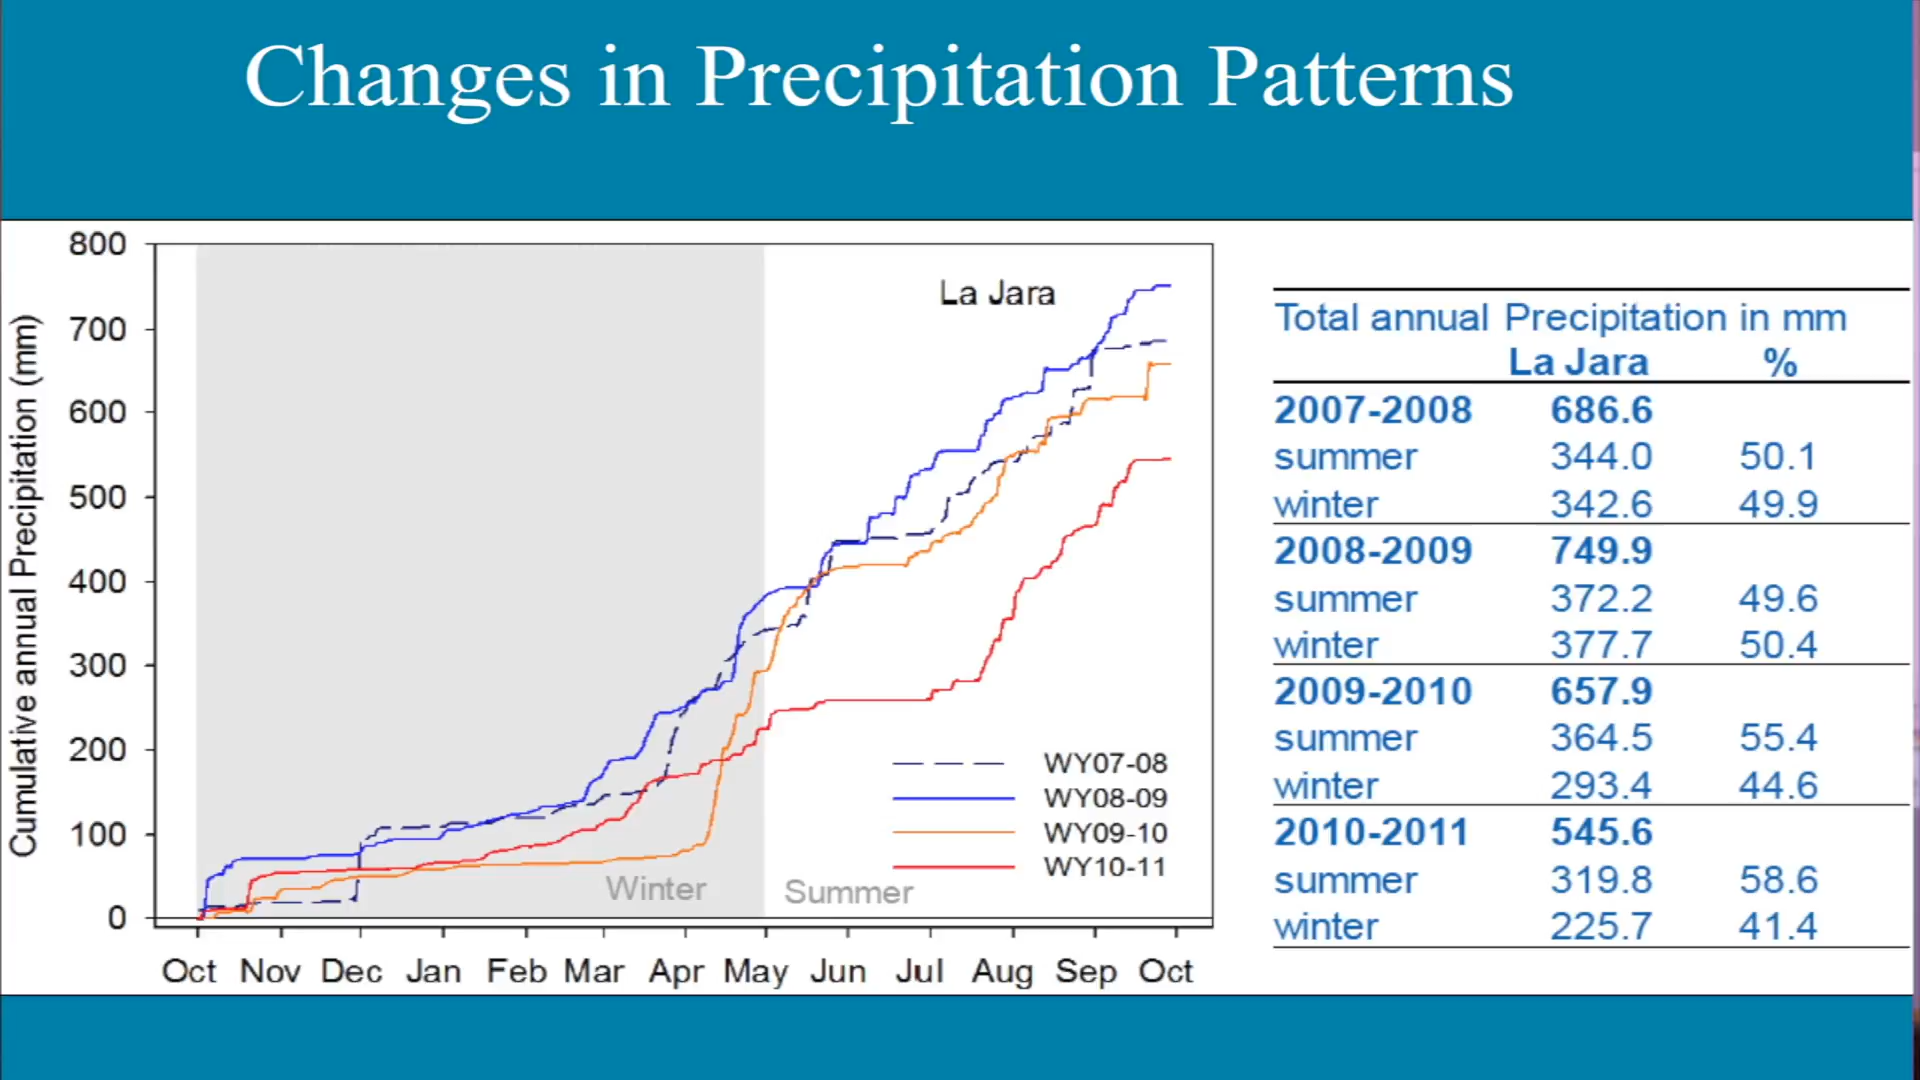 Changes in Precipitation Patterns
Cumulative annual Precipitation (mm)
800
700
600
500
400
300
200
100
0
La Jara
WY07-08
WY08-09
WY09-10
WY10-11
Winter Summer
Oct Nov Dec Jan Feb Mar Apr May Jun Jul Aug Sep Oct
Total annual Precipitation in mm
La Jara %
2007-2008 686.6
summer 344.0 50.1
winter 342.6 49.9
2008-2009 749.9
summer 372.2 49.6
winter 377.7 50.4
2009-2010 657.9
summer 364.5 55.4
winter 293.4 44.6
2010-2011 545.6
summer 319.8 58.6
winter 225.7 41.4